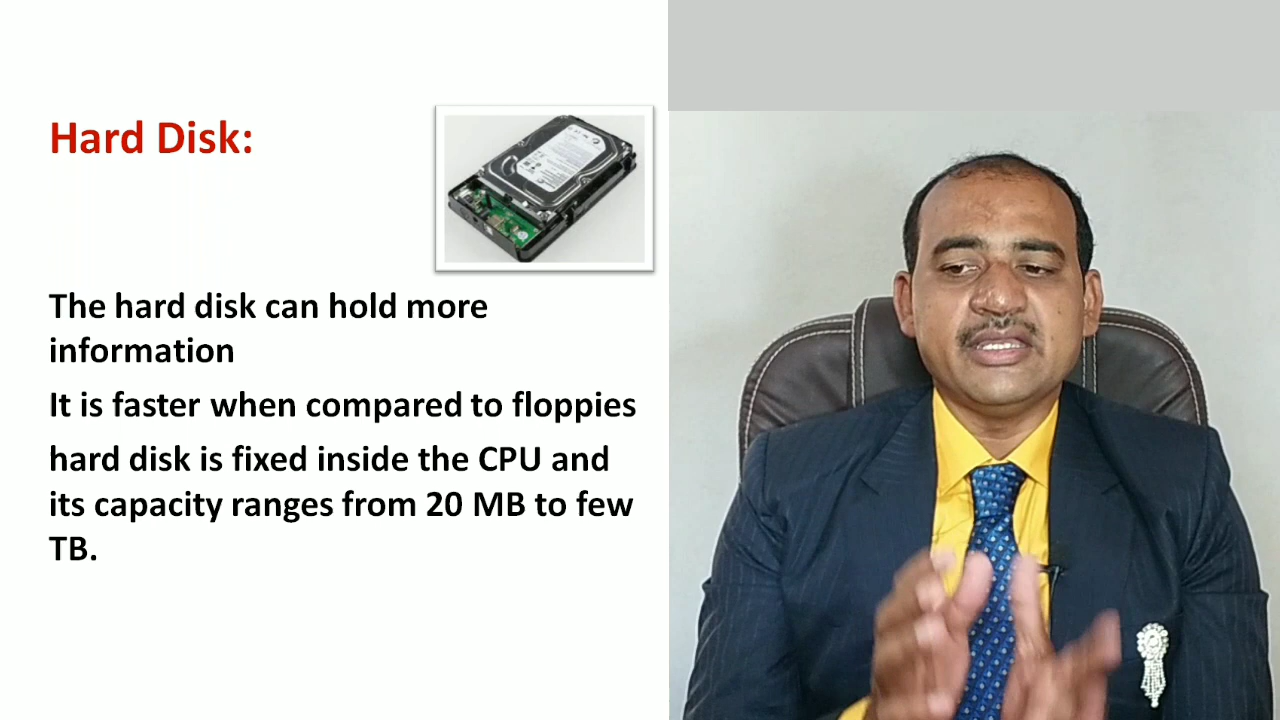 Hard Disk:
The hard disk can hold more
information
It is faster when compared to floppies
hard disk is fixed inside the CPU and
its capacity ranges from 20 MB to few
TB.